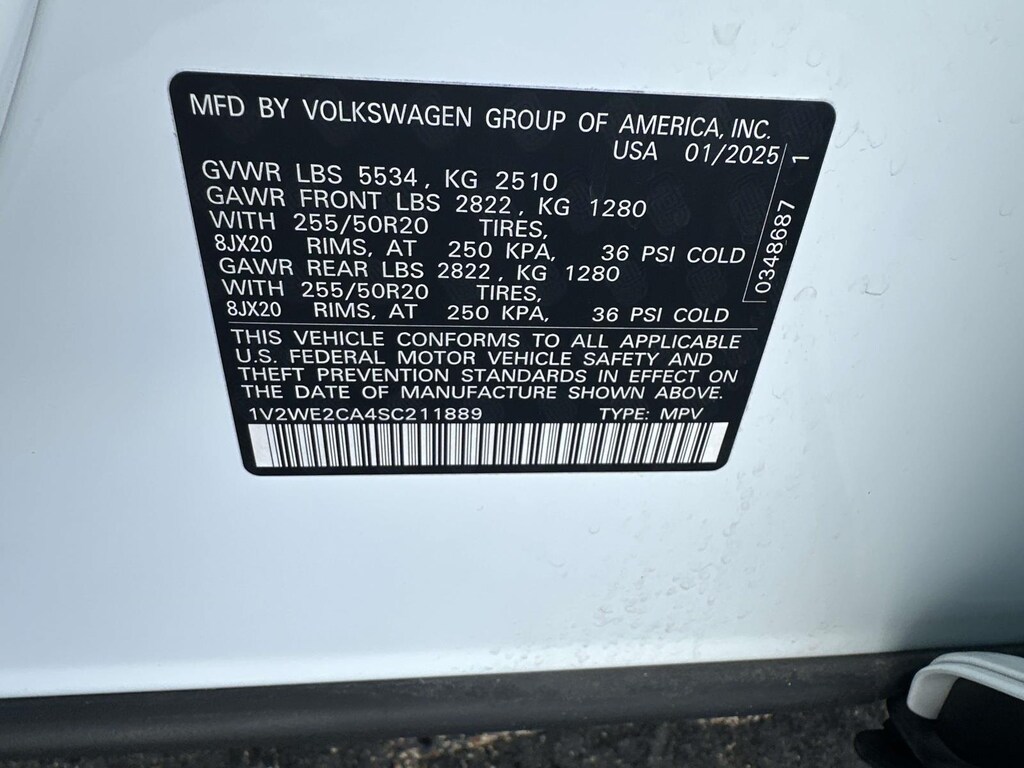 MFD BY VOLKSWAGEN GROUP OF AMERICA, INC.
USA 01/2025
GVWR LBS 5534, KG 2510
GAWR FRONT LBS 2822, KG 1280
WITH 255/50R20 TIRES,
8JX20 RIMS, AT 250 KPA, 36 PSI COLD
GAWR REAR LBS 2822, KG 1280
WITH 255/50R20 TIRES,
8JX20 RIMS, AT 250 KPA, 36 PSI COLD
THIS VEHICLE CONFORMS TO ALL APPLICABLE
U.S. FEDERAL MOTOR VEHICLE SAFETY AND
THEFT PREVENTION STANDARDS IN EFFECT ON
THE DATE OF MANUFACTURE SHOWN ABOVE.
1V2WE2CA4SC211889 TYPE: MPV
0348687 1